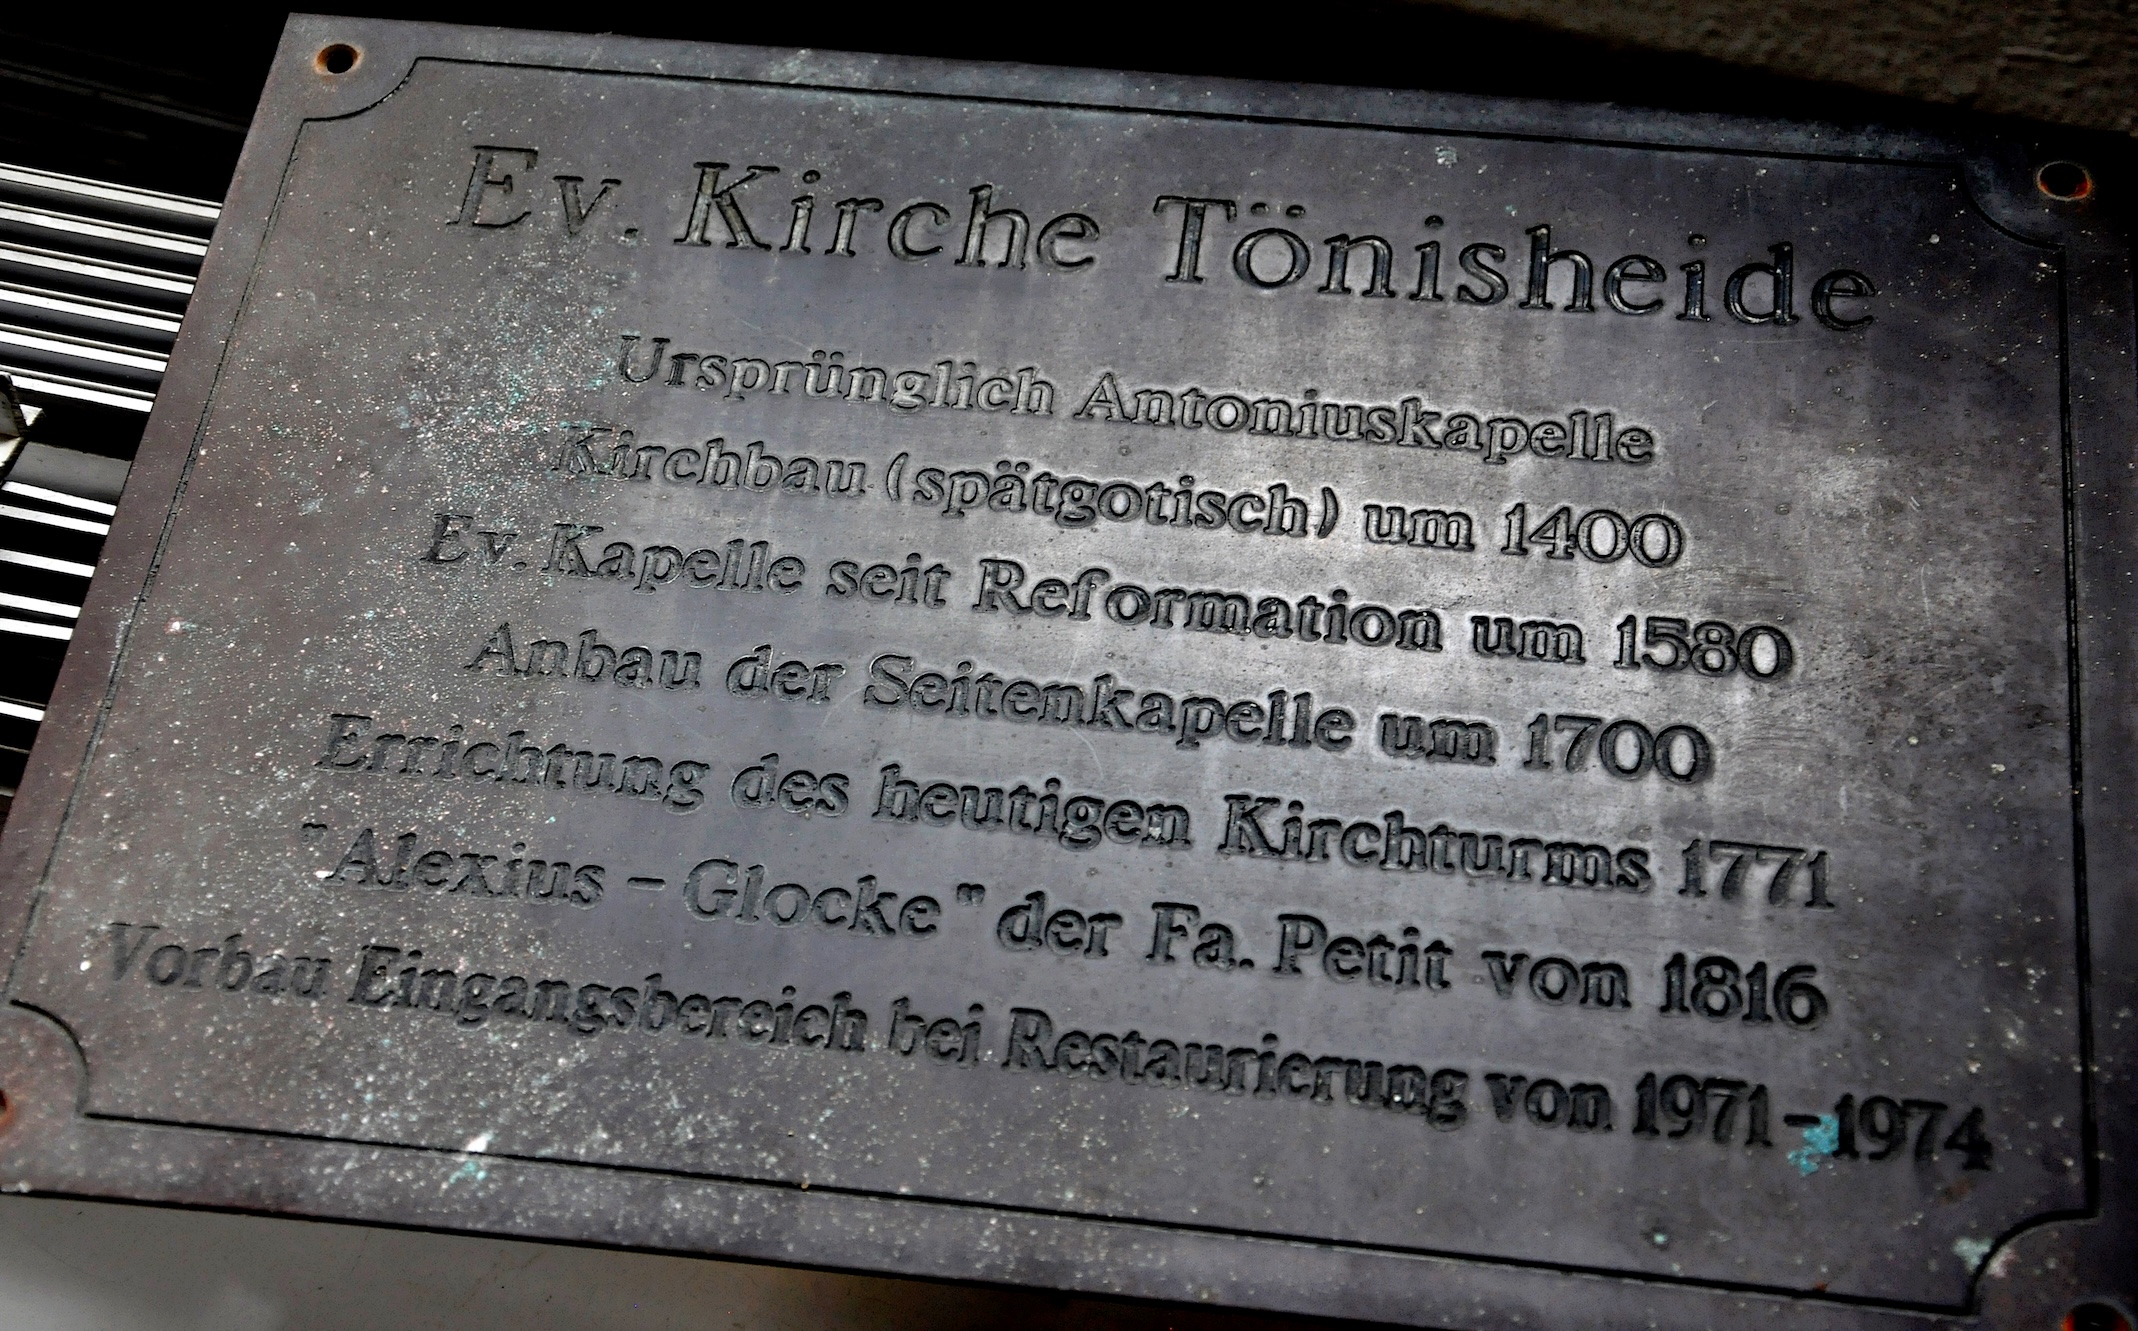 Ev. Kirche Tönisheide
Ursprünglich Antoniuskapelle
Kirchbau (spätgotisch) um 1400
Ev. Kapelle seit Reformation um 1580
Anbau der Seitenkapelle um 1700
Errichtung des heutigen Kirchturms 1771
"Alexius - Glocke" der Fa. Petit von 1816
Vorbau Eingangsbereich bei Restaurierung von 1971-1974